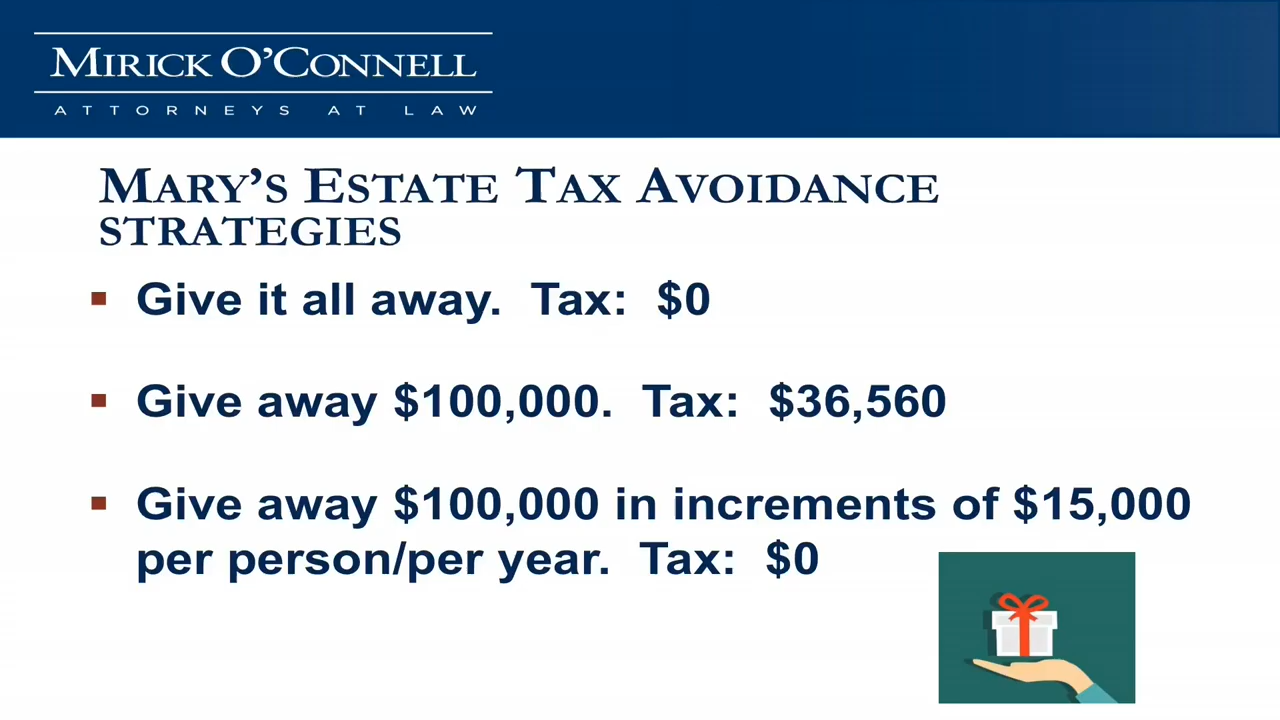 MIRICK O'CONNELL
ATTORNEYS AT LAW
MARY'S ESTATE TAX AVOIDANCE
STRATEGIES
▪ Give it all away. Tax: $0
▪ Give away $100,000. Tax: $36,560
▪ Give away $100,000 in increments of $15,000
per person/per year. Tax: $0